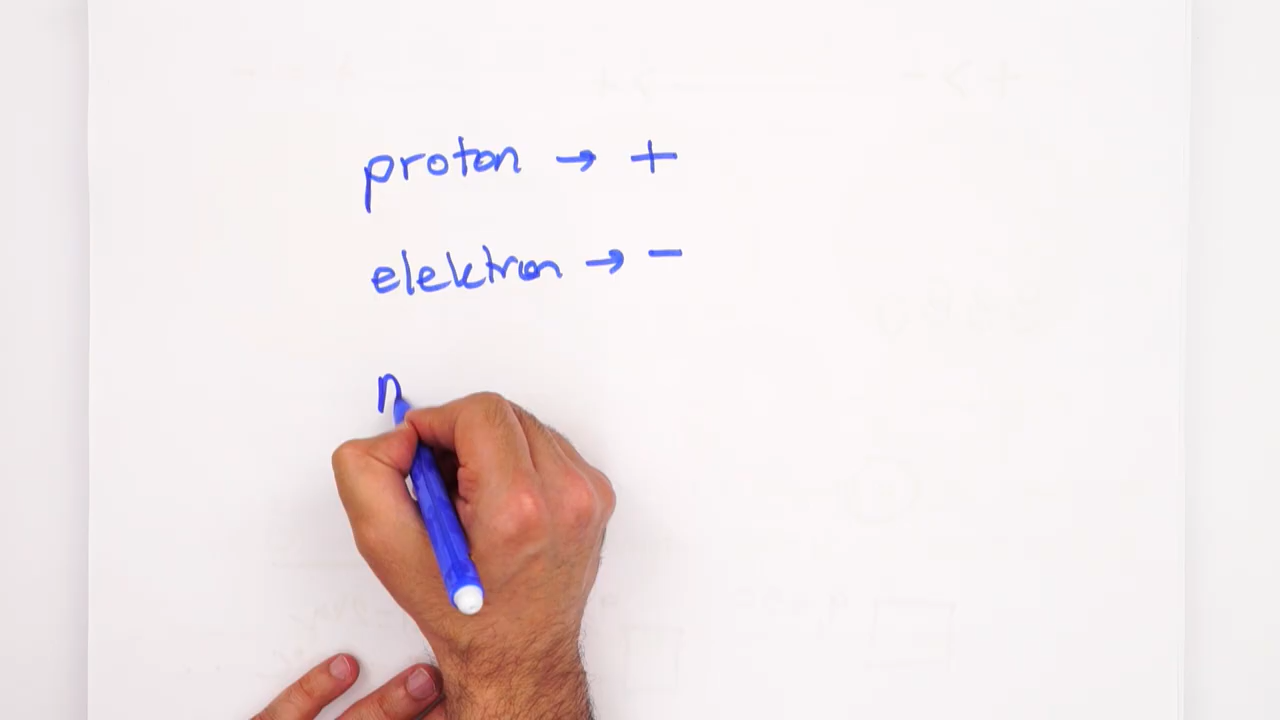 proton → +
elektron → -
n